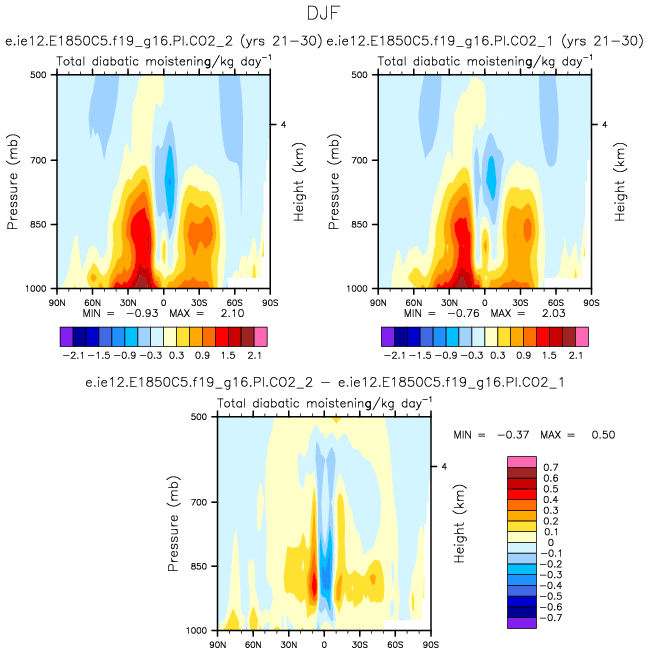 DJF
e.ie12.E1850C5.f19_g16.PI.CO2_2 (yrs 21-30) e.ie12.E1850C5.f19_g16.PI.CO2_1 (yrs 21-30)
Total diabatic moisteningg/kg day⁻¹ Total diabatic moisteningg/kg day⁻¹
500 500
4 4
700 700
850 850
1000 1000
Pressure (mb) Height (km) Pressure (mb) Height (km)
90N 60N 30N 0 30S 60S 90S 90N 60N 30N 0 30S 60S 90S
MIN = -0.93 MAX = 2.10 MIN = -0.76 MAX = 2.03
-2.1 -1.5 -0.9 -0.3 0.3 0.9 1.5 2.1 -2.1 -1.5 -0.9 -0.3 0.3 0.9 1.5 2.1
e.ie12.E1850C5.f19_g16.PI.CO2_2 - e.ie12.E1850C5.f19_g16.PI.CO2_1
Total diabatic moisteningg/kg day⁻¹
500
4
700
850
1000
Pressure (mb) Height (km)
90N 60N 30N 0 30S 60S 90S
MIN = -0.37 MAX = 0.50
0.7
0.6
0.5
0.4
0.3
0.2
0.1
0
-0.1
-0.2
-0.3
-0.4
-0.5
-0.6
-0.7